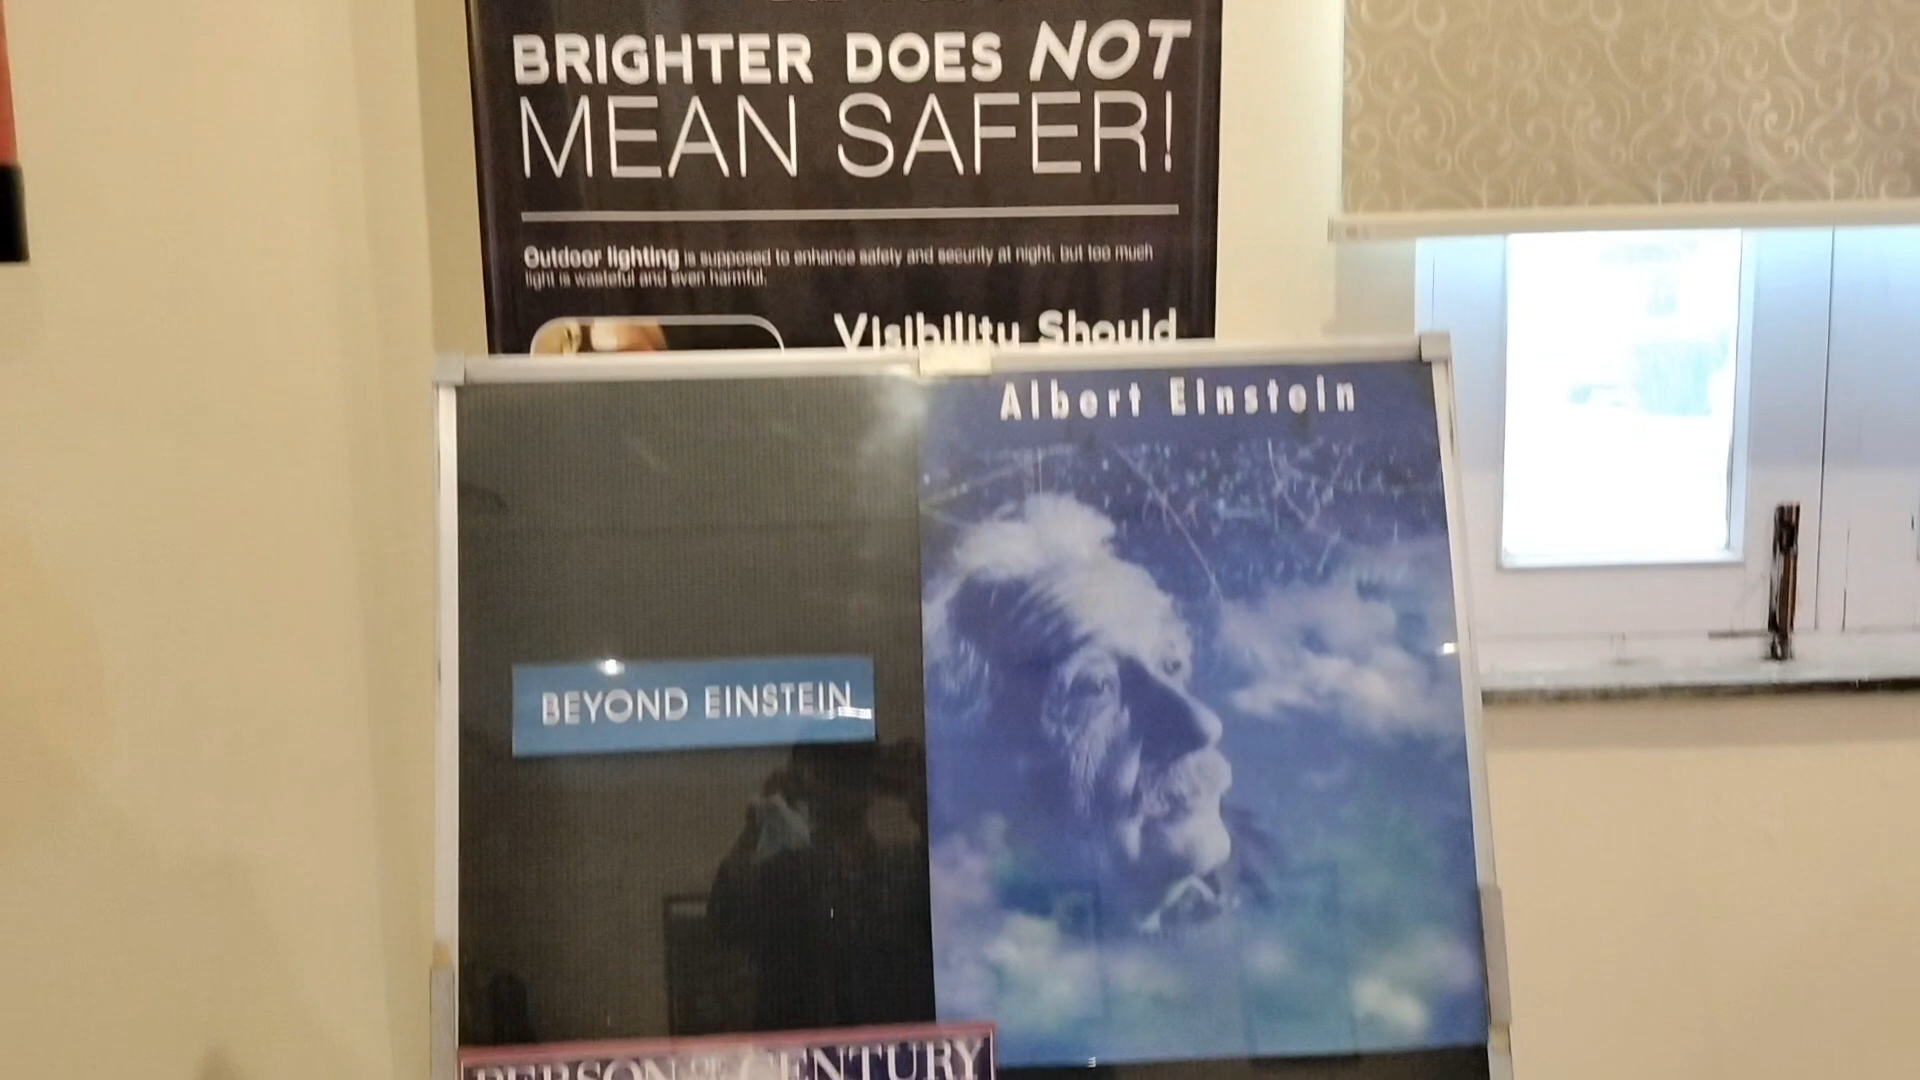 BRIGHTER DOES NOT
MEAN SAFER!
Outdoor lighting is supposed to enhance safety and security at night, but too much
light is wasteful and even harmful.
Visibility Should
Albert Einstein
BEYOND EINSTEIN
PERSON OF CENTURY